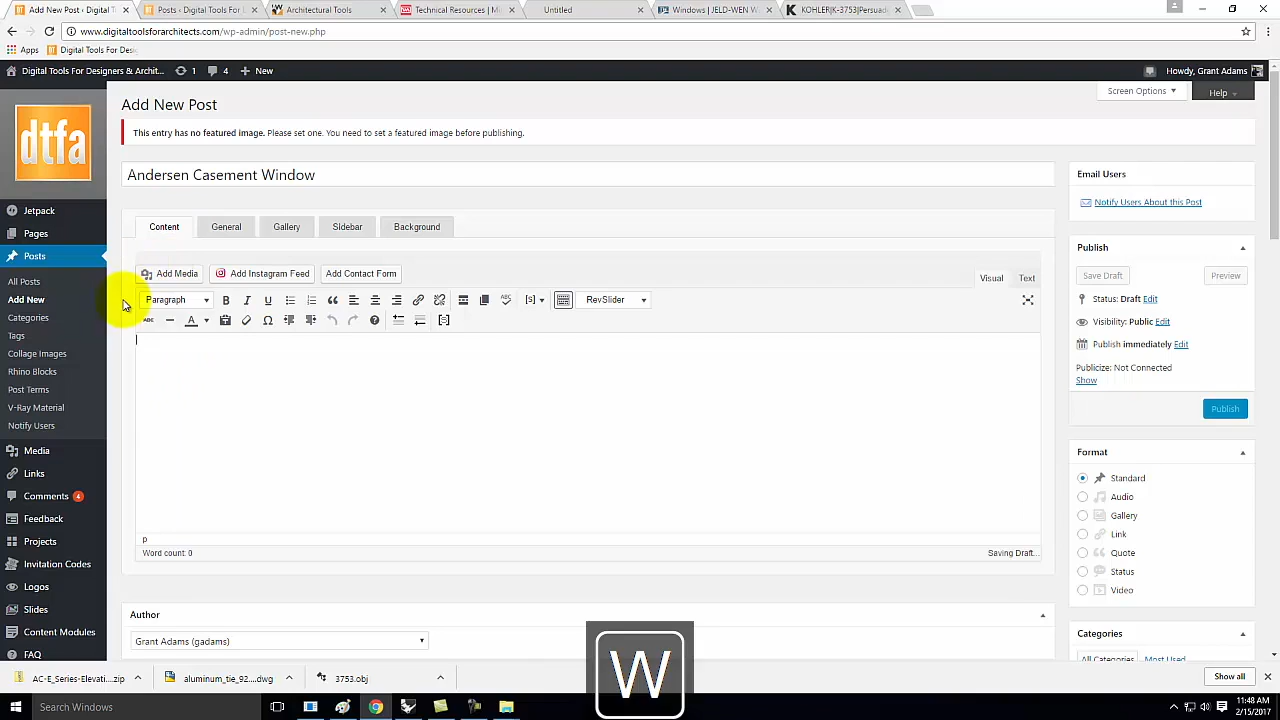 Add New Post ‹ Digital T
Posts ‹ Digital Tools For
Architectural Tools
Technical Resources | M
Untitled
Windows | JELD-WEN W
KOHLER|K-3753|Persuad
www.digitaltoolsforarchitects.com/wp-admin/post-new.php
Apps
Digital Tools For Desi
Digital Tools For Designers & Archit...
1
4
New
Howdy, Grant Adams
dtfa
Add New Post
Screen Options
Help
This entry has no featured image. Please set one. You need to set a featured image before publishing.
Andersen Casement Window
Content
General
Gallery
Sidebar
Background
Add Media
Add Instagram Feed
Add Contact Form
Visual
Text
Paragraph
B
I
U
ABC
[s]
RevSlider
ABC
A
Ω
p
Word count: 0
Saving Draft...
Author
Grant Adams (gadams)
Jetpack
Pages
Posts
All Posts
Add New
Categories
Tags
Collage Images
Rhino Blocks
Post Terms
V-Ray Material
Notify Users
Media
Links
Comments 4
Feedback
Projects
Invitation Codes
Logos
Slides
Content Modules
FAQ
Email Users
Notify Users About this Post
Publish
Save Draft
Preview
Status: Draft Edit
Visibility: Public Edit
Publish immediately Edit
Publicize: Not Connected
Show
Publish
Format
Standard
Audio
Gallery
Link
Quote
Status
Video
Categories
All Categories
Most Used
W
AC-E_Series-Elevati....zip
aluminum_tie_92....dwg
3753.obj
Show all
Search Windows
11:48 AM
2/15/2017